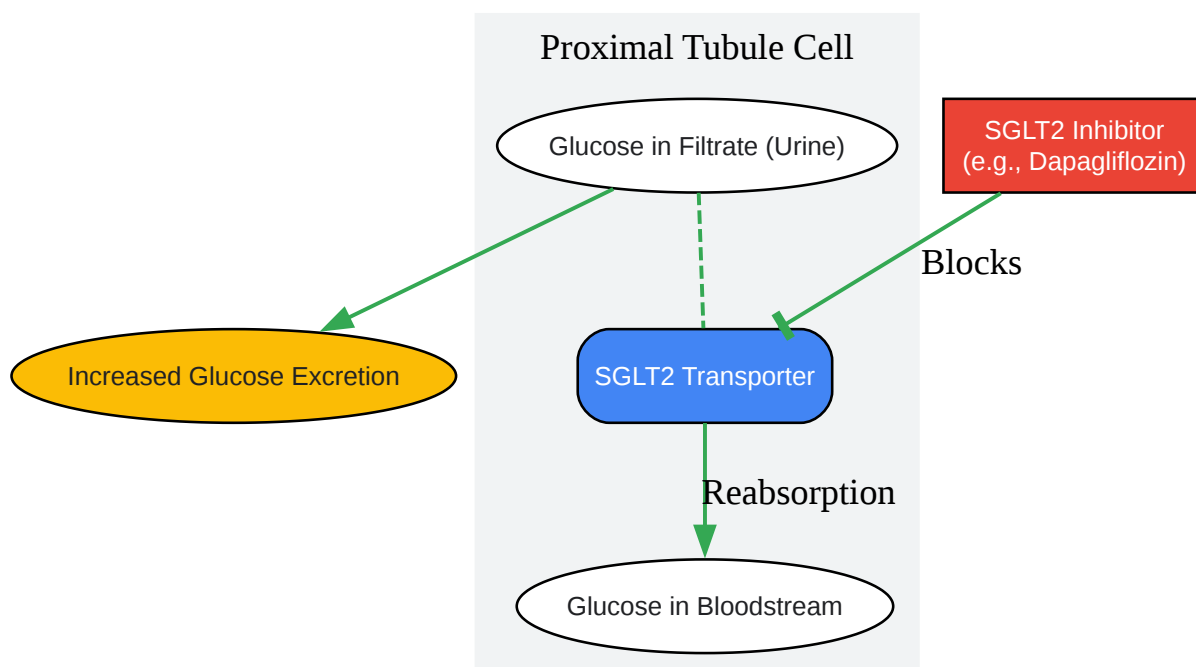 Proximal Tubule Cell
Glucose in Filtrate (Urine)
SGLT2 Inhibitor
(e.g., Dapagliflozin)
Blocks
Increased Glucose Excretion
SGLT2 Transporter
Reabsorption
Glucose in Bloodstream